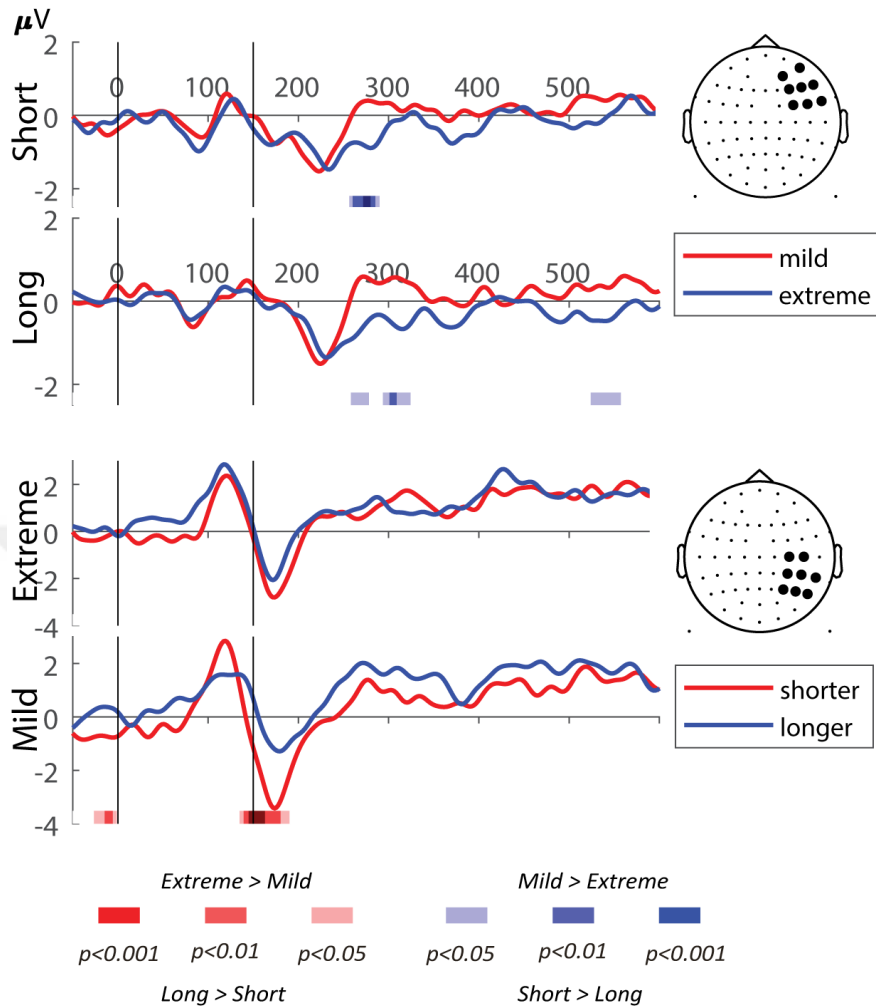 μV
2
0 100 200 300 400 500
Short
0
-2
2
0 100 200 300 400 500
Long
0
-2
mild
extreme
Extreme
2
0
2
-4
Mild
4
2
0
-2
-4
shorter
longer
Extreme > Mild Mild > Extreme
p<0.001 p<0.01 p<0.05 p<0.05 p<0.01 p<0.001
Long > Short Short > Long